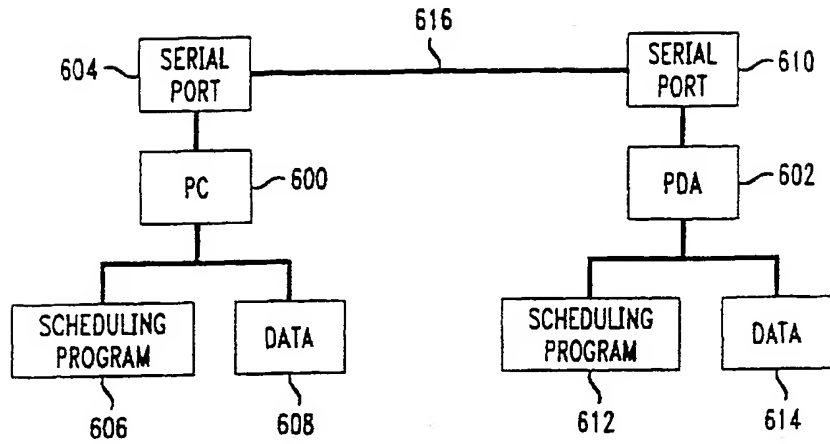 616
604
SERIAL
PORT
SERIAL
PORT
610
PC
600
PDA
602
SCHEDULING
PROGRAM
DATA
SCHEDULING
PROGRAM
DATA
606
608
612
614